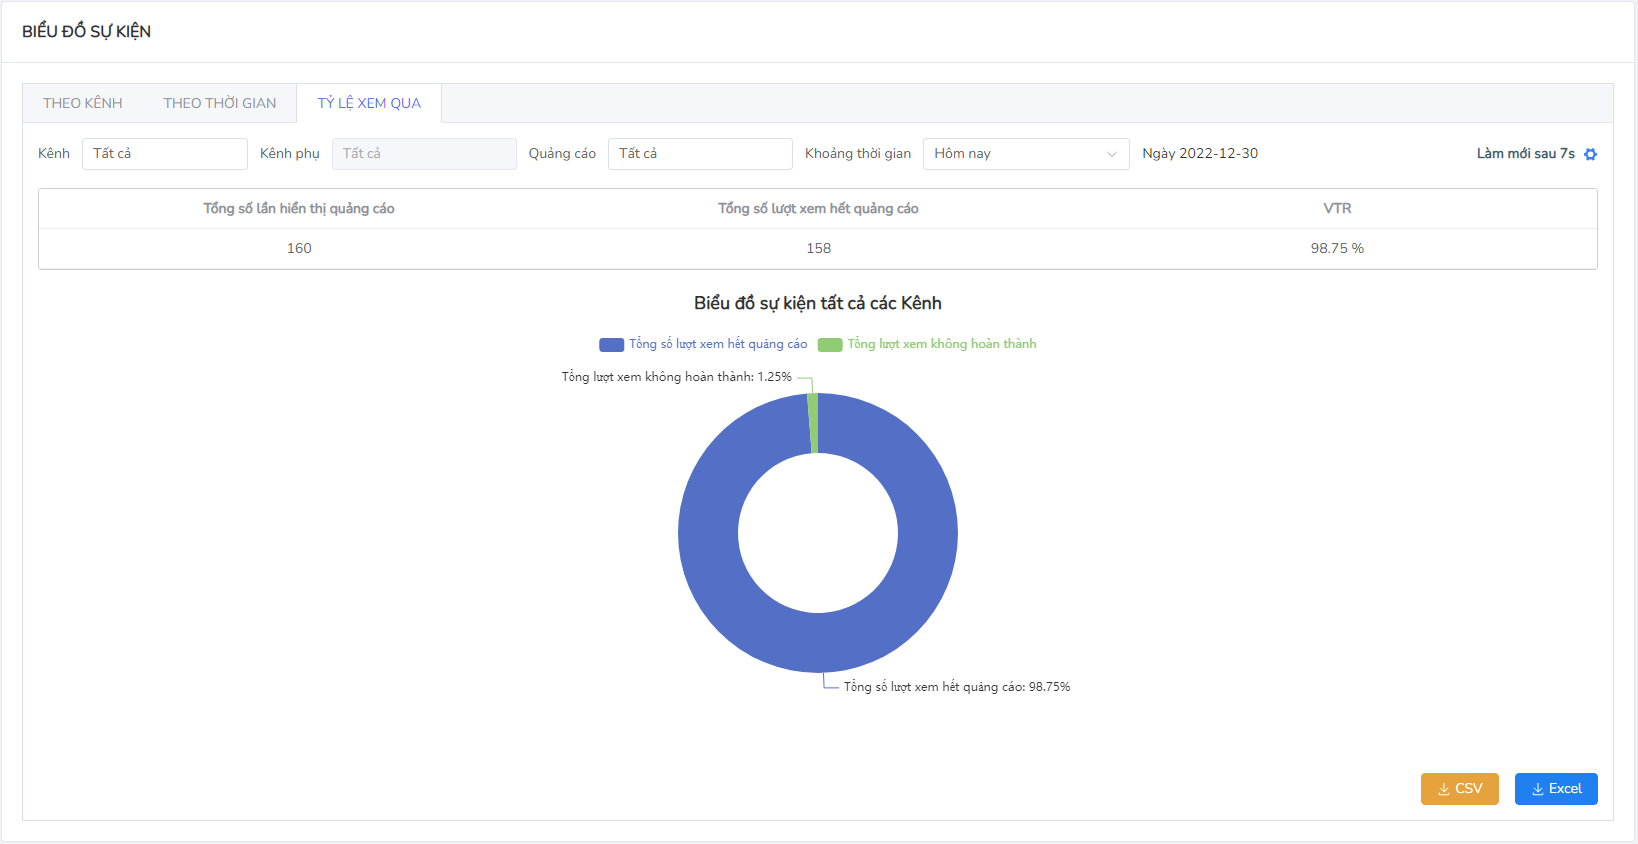 BIỂU ĐỒ SỰ KIỆN
THEO KÊNH THEO THỜI GIAN TỶ LỆ XEM QUA
Kênh Tất cả Kênh phụ Tất cả Quảng cáo Tất cả Khoảng thời gian Hôm nay Ngày 2022-12-30 Làm mới sau 7s
Tổng số lần hiển thị quảng cáo Tổng số lượt xem hết quảng cáo VTR
160 158 98.75 %
Biểu đồ sự kiện tất cả các Kênh
Tổng số lượt xem hết quảng cáo Tổng lượt xem không hoàn thành
Tổng lượt xem không hoàn thành: 1.25%
Tổng số lượt xem hết quảng cáo: 98.75%
CSV Excel